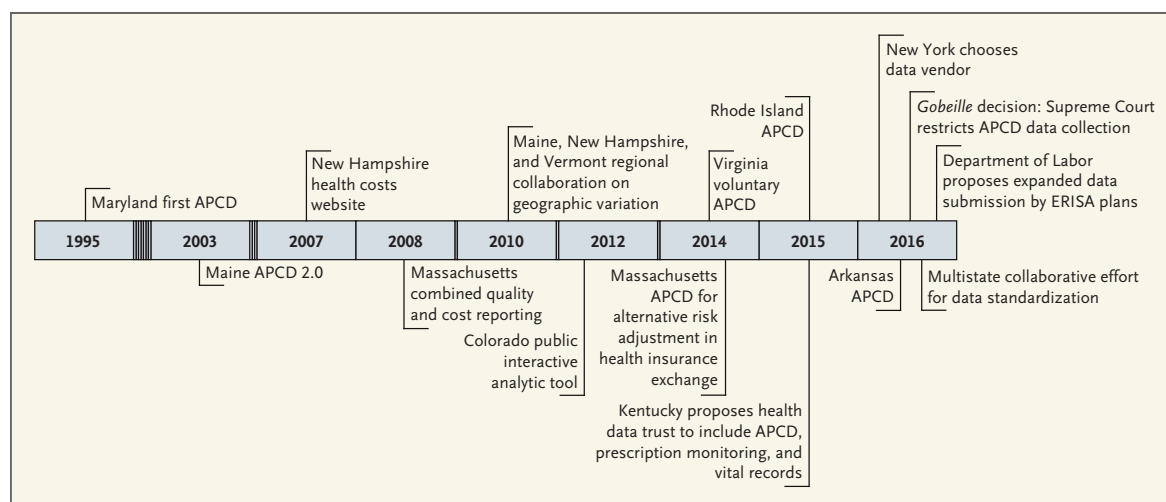 New York chooses
data vendor
Rhode Island
APCD
Gobeille decision: Supreme Court
restricts APCD data collection
New Hampshire
health costs
website
Maine, New Hampshire,
and Vermont regional
collaboration on
geographic variation
Virginia
voluntary
APCD
Department of Labor
proposes expanded data
submission by ERISA plans
Maryland first APCD
1995
2003
2007
2008
2010
2012
2014
2015
2016
Maine APCD 2.0
Massachusetts
combined quality
and cost reporting
Colorado public
interactive
analytic tool
Massachusetts
APCD for
alternative risk
adjustment in
health insurance
exchange
Arkansas
APCD
Multistate collaborative effort
for data standardization
Kentucky proposes health
data trust to include APCD,
prescription monitoring, and
vital records